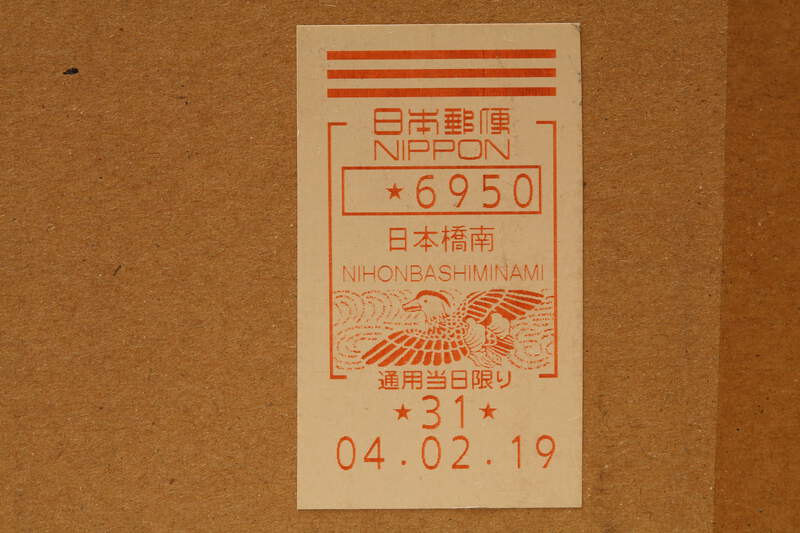 日本郵便
NIPPON
★6950
日本橋南
NIHONBASHIMINAMI
通用当日限り
★31★
04.02.19